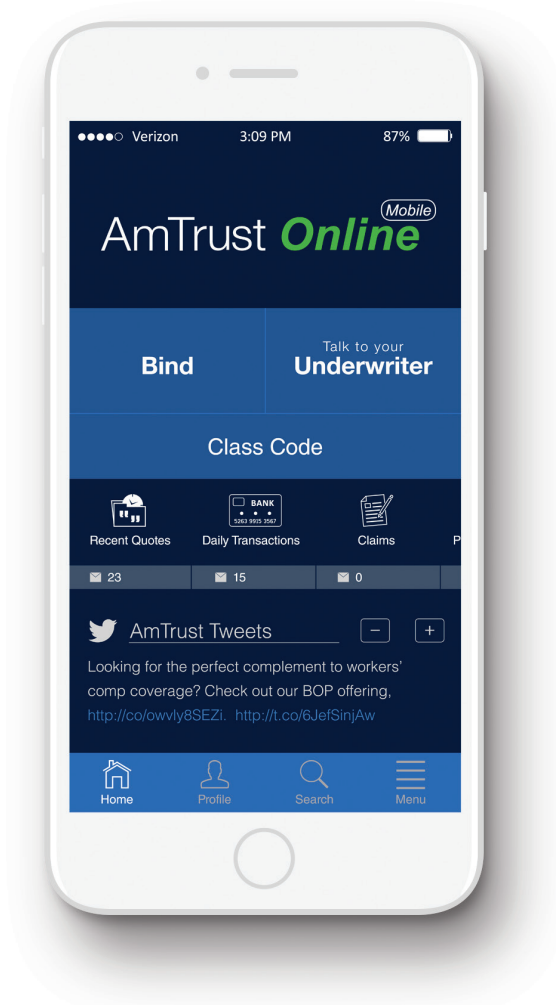 Verizon 3:09 PM 87%
AmTrust Online Mobile
Bind
Talk to your
Underwriter
Class Code
BANK
5263 9935 3567
Recent Quotes Daily Transactions Claims P
23 15 0
AmTrust Tweets − +
Looking for the perfect complement to workers'
comp coverage? Check out our BOP offering,
http://co/owvly8SEZi. http://t.co/6JefSinjAw
Home Profile Search Menu